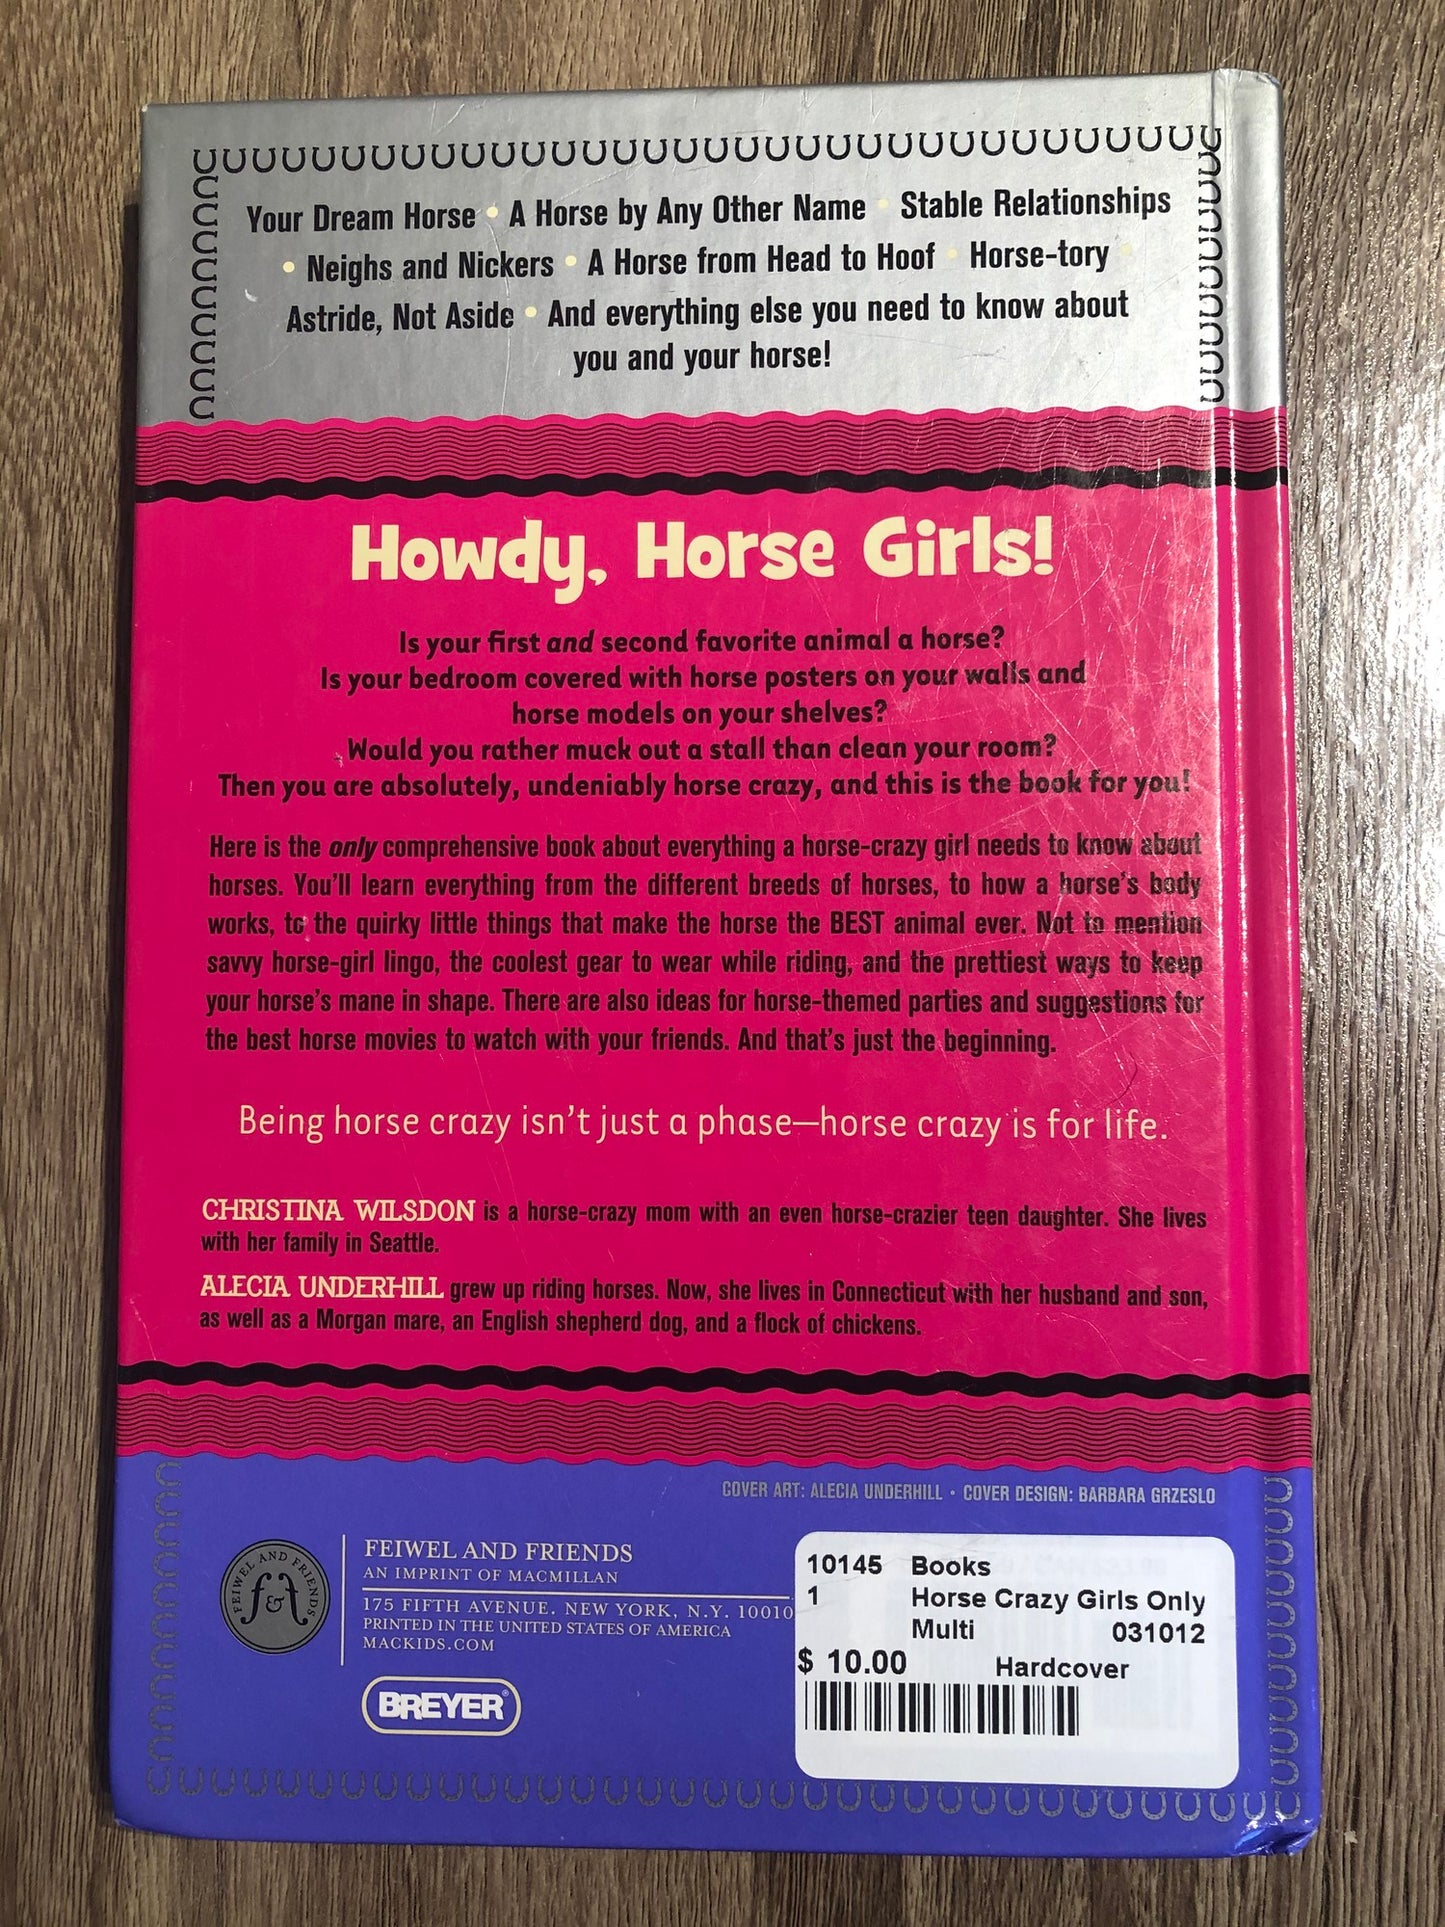 Your Dream Horse • A Horse by Any Other Name • Stable Relationships
• Neighs and Nickers • A Horse from Head to Hoof • Horse-tory •
Astride, Not Aside • And everything else you need to know about
you and your horse!
Howdy, Horse Girls!
Is your first and second favorite animal a horse?
Is your bedroom covered with horse posters on your walls and
horse models on your shelves?
Would you rather muck out a stall than clean your room?
Then you are absolutely, undeniably horse crazy, and this is the book for you!
Here is the only comprehensive book about everything a horse-crazy girl needs to know about
horses. You'll learn everything from the different breeds of horses, to how a horse's body
works, to the quirky little things that make the horse the BEST animal ever. Not to mention
savvy horse-girl lingo, the coolest gear to wear while riding, and the prettiest ways to keep
your horse's mane in shape. There are also ideas for horse-themed parties and suggestions for
the best horse movies to watch with your friends. And that's just the beginning.
Being horse crazy isn't just a phase—horse crazy is for life.
CHRISTINA WILSDON is a horse-crazy mom with an even horse-crazier teen daughter. She lives
with her family in Seattle.
ALECIA UNDERHILL grew up riding horses. Now, she lives in Connecticut with her husband and son,
as well as a Morgan mare, an English shepherd dog, and a flock of chickens.
COVER ART: ALECIA UNDERHILL • COVER DESIGN: BARBARA GRZESLO
FEIWEL AND FRIENDS
f&f
FEIWEL AND FRIENDS
AN IMPRINT OF MACMILLAN
175 FIFTH AVENUE, NEW YORK, N.Y. 10010
PRINTED IN THE UNITED STATES OF AMERICA
MACKIDS.COM
BREYER®
10145 Books
1 Horse Crazy Girls Only
Multi 031012
$ 10.00 Hardcover